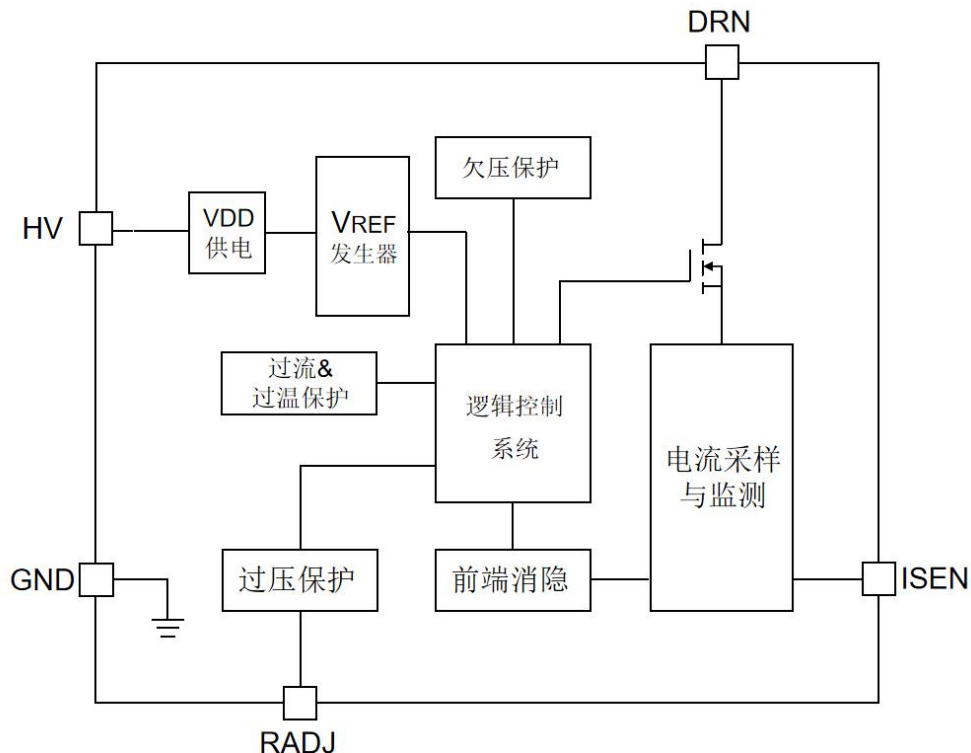 DRN
欠压保护
HV
VDD
供电
VREF
发生器
过流&
过温保护
逻辑控制
系统
电流采样
与监测
GND
过压保护
前端消隐
ISEN
RADJ